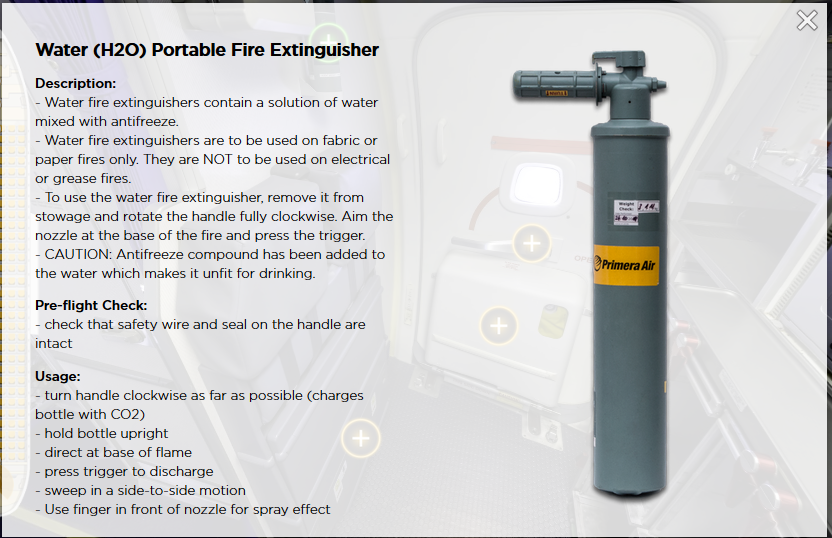 Water (H2O) Portable Fire Extinguisher
Description:
- Water fire extinguishers contain a solution of water
mixed with antifreeze.
- Water fire extinguishers are to be used on fabric or
paper fires only. They are NOT to be used on electrical
or grease fires.
- To use the water fire extinguisher, remove it from
stowage and rotate the handle fully clockwise. Aim the
nozzle at the base of the fire and press the trigger.
- CAUTION: Antifreeze compound has been added to
the water which makes it unfit for drinking.
Pre-flight Check:
- check that safety wire and seal on the handle are
intact
Usage:
- turn handle clockwise as far as possible (charges
bottle with CO2)
- hold bottle upright
- direct at base of flame
- press trigger to discharge
- sweep in a side-to-side motion
- Use finger in front of nozzle for spray effect
Weight
Check:
Primera Air